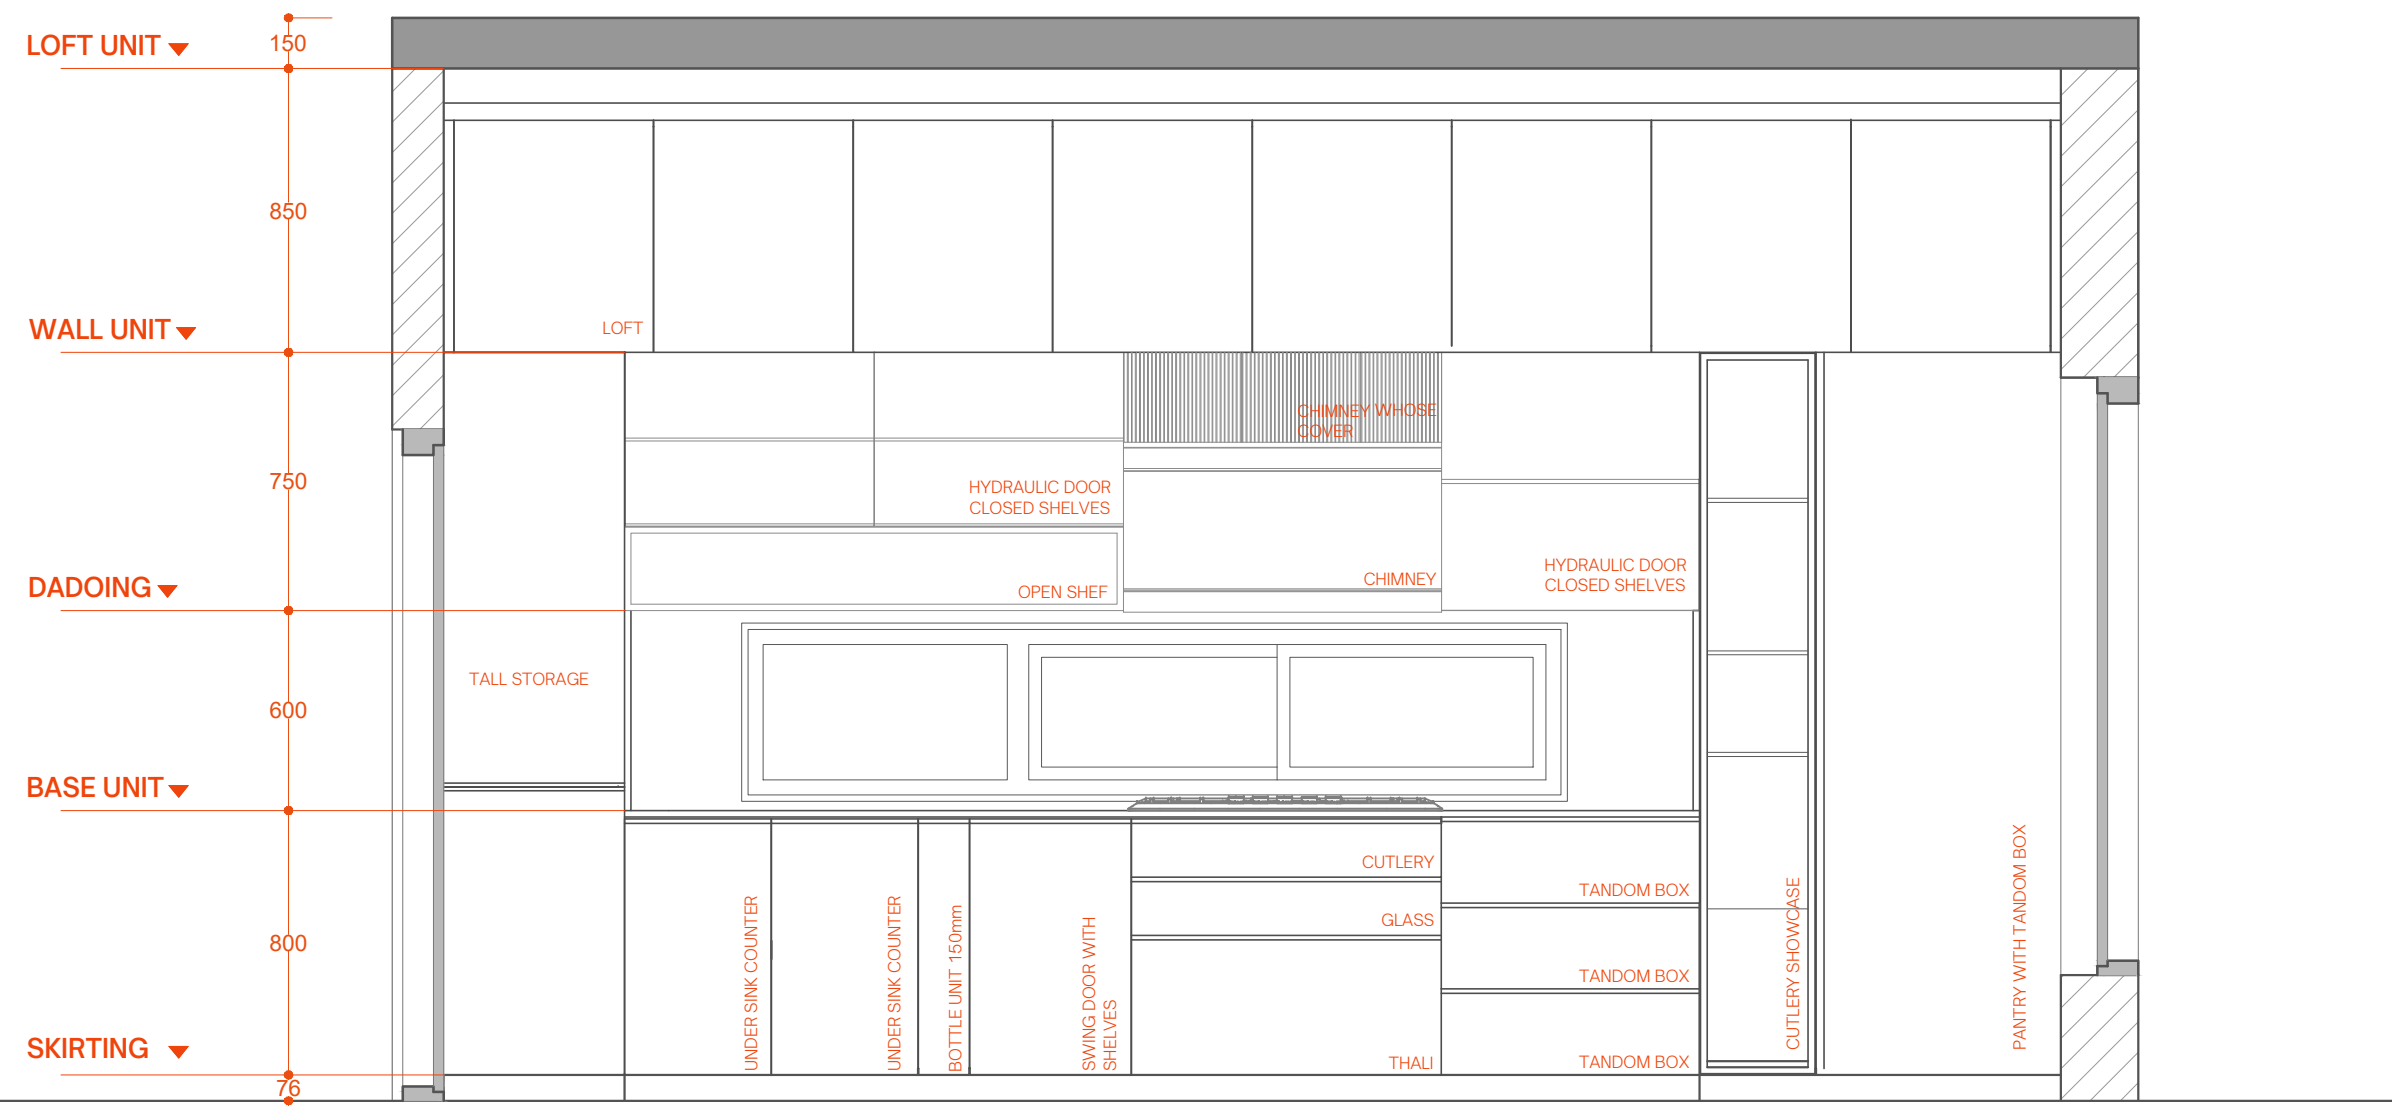 LOFT UNIT
150
850
WALL UNIT
LOFT
CHIMNEY WHOSE
COVER
750
HYDRAULIC DOOR
CLOSED SHELVES
HYDRAULIC DOOR
CLOSED SHELVES
CHIMNEY
OPEN SHEF
DADOING
TALL STORAGE
600
BASE UNIT
CUTLERY
TANDOM BOX
GLASS
800
TANDOM BOX
UNDER SINK COUNTER
UNDER SINK COUNTER
BOTTLE UNIT 150mm
SWING DOOR WITH
SHELVES
CUTLERY SHOWCASE
PANTRY WITH TANDOM BOX
THALI
TANDOM BOX
SKIRTING
76